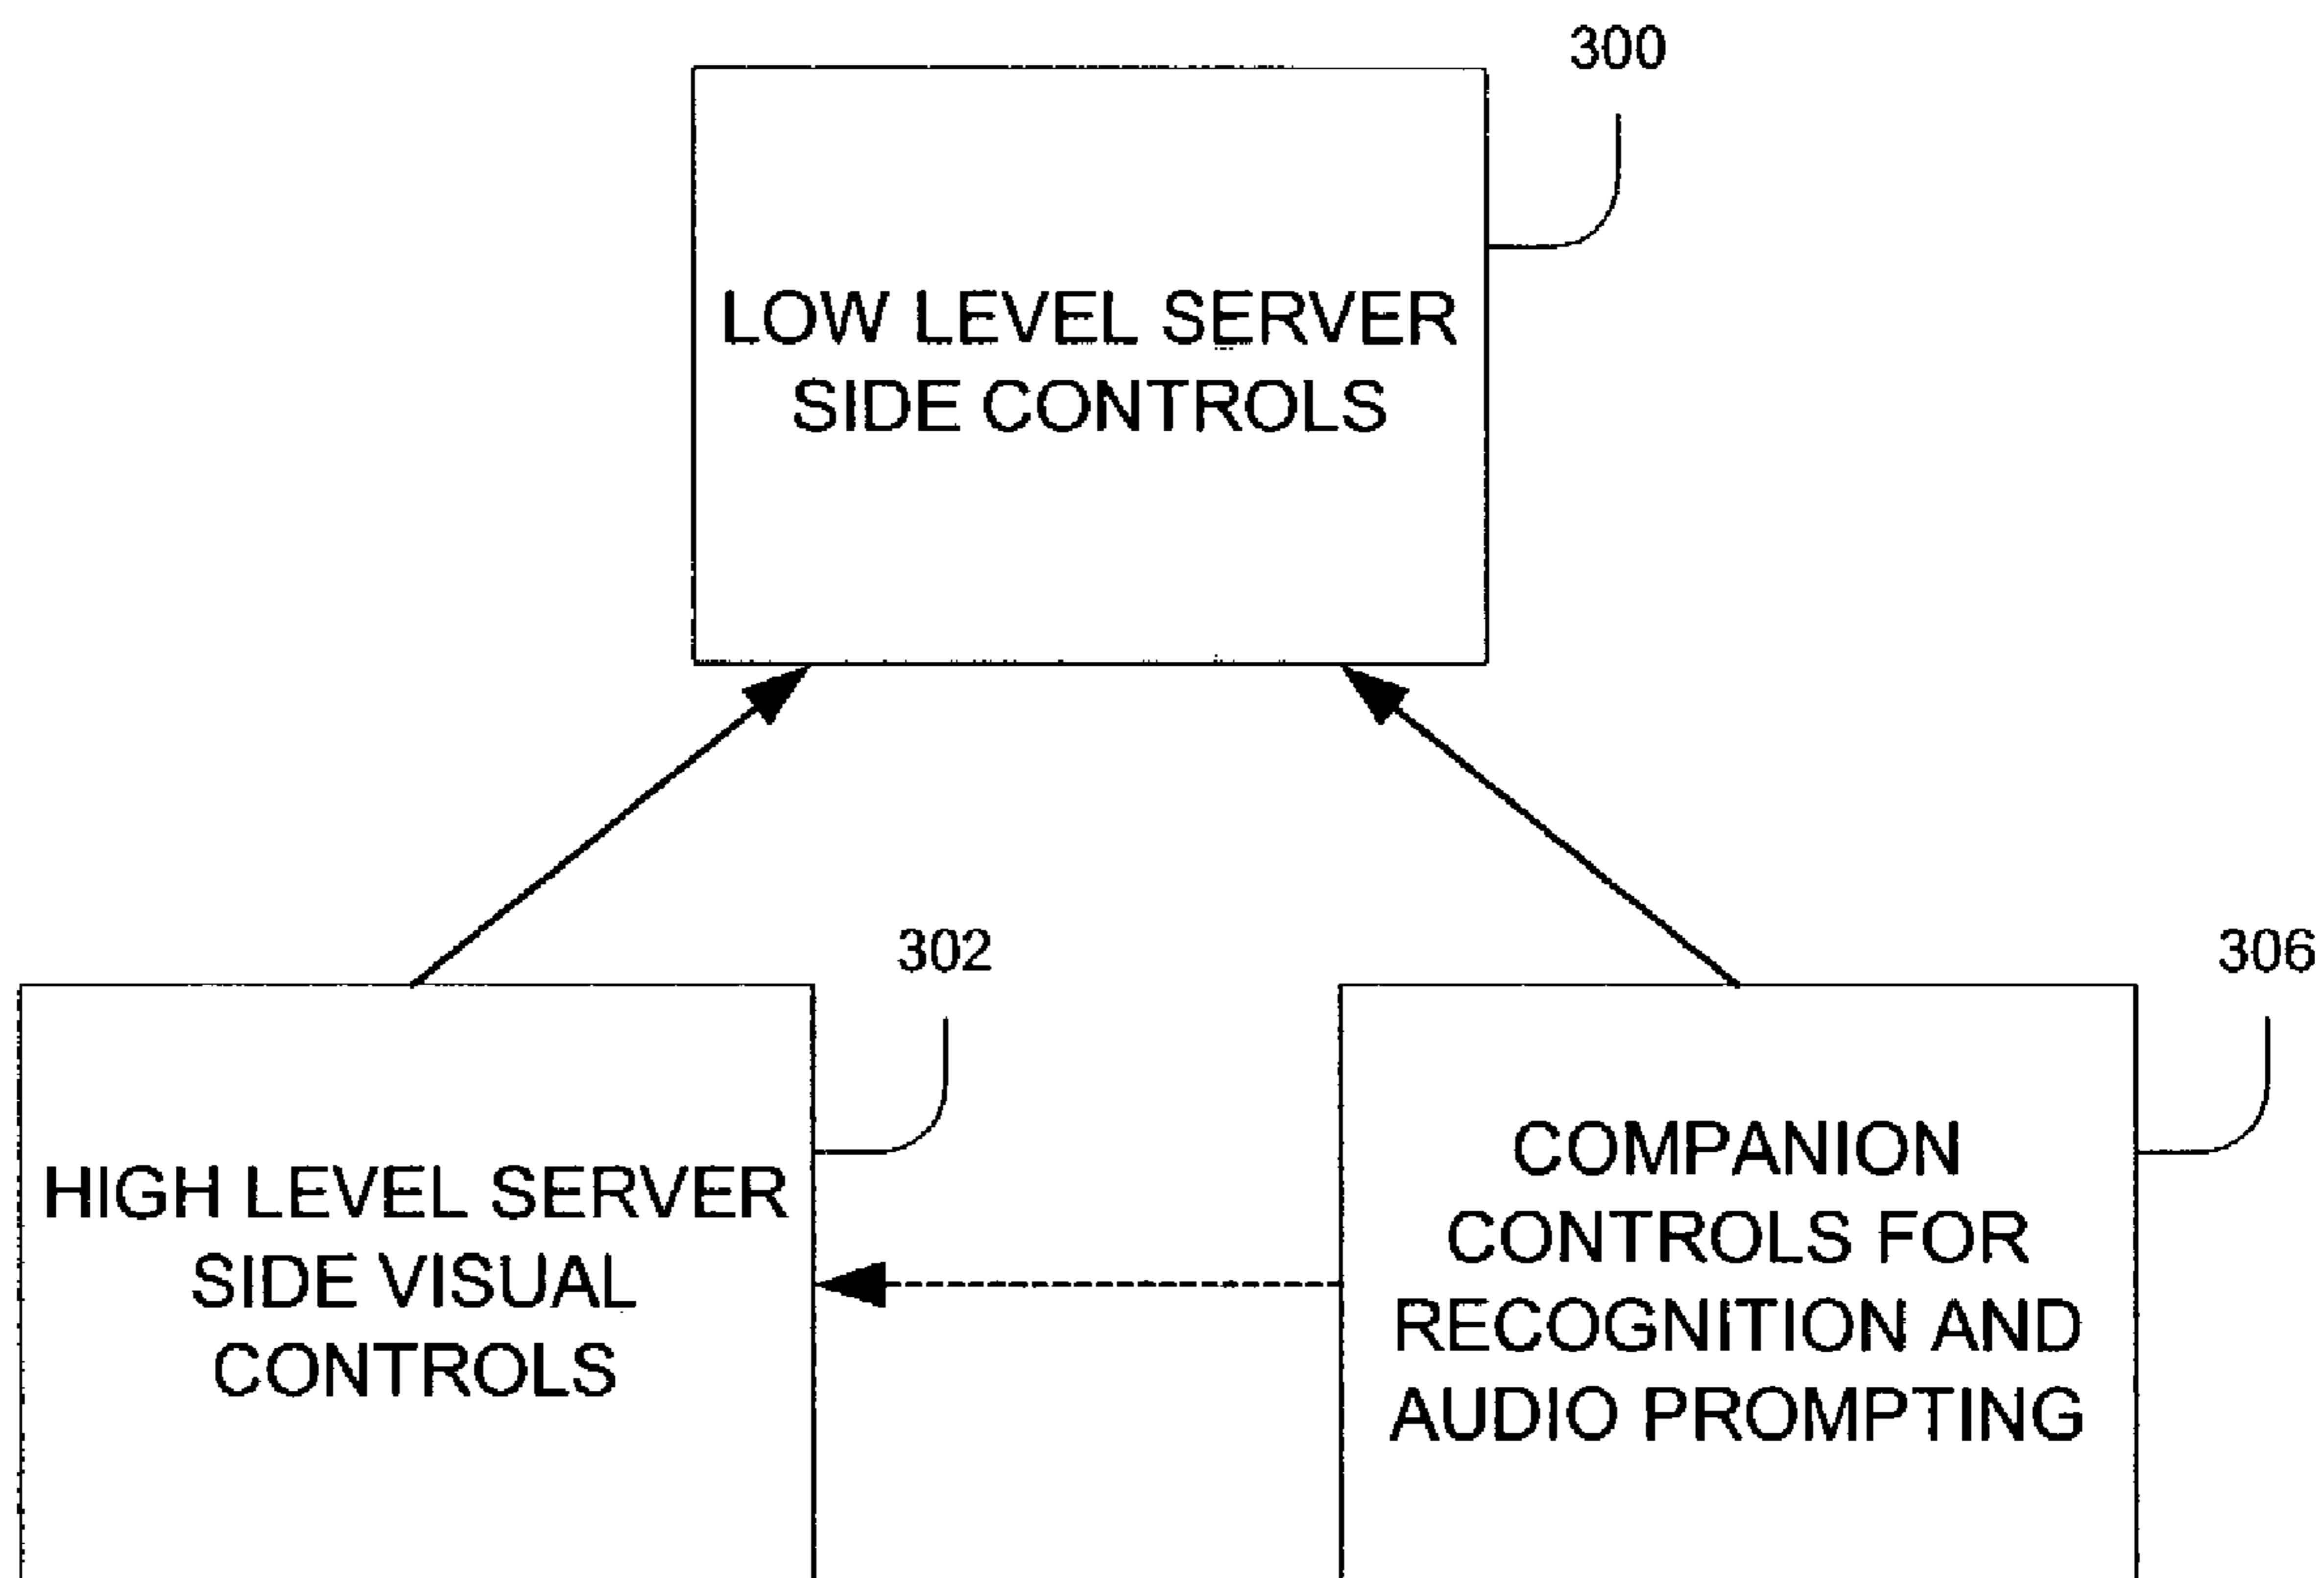 300
LOW LEVEL SERVER
SIDE CONTROLS
302
306
HIGH LEVEL SERVER
SIDE VISUAL
CONTROLS
COMPANION
CONTROLS FOR
RECOGNITION AND
AUDIO PROMPTING